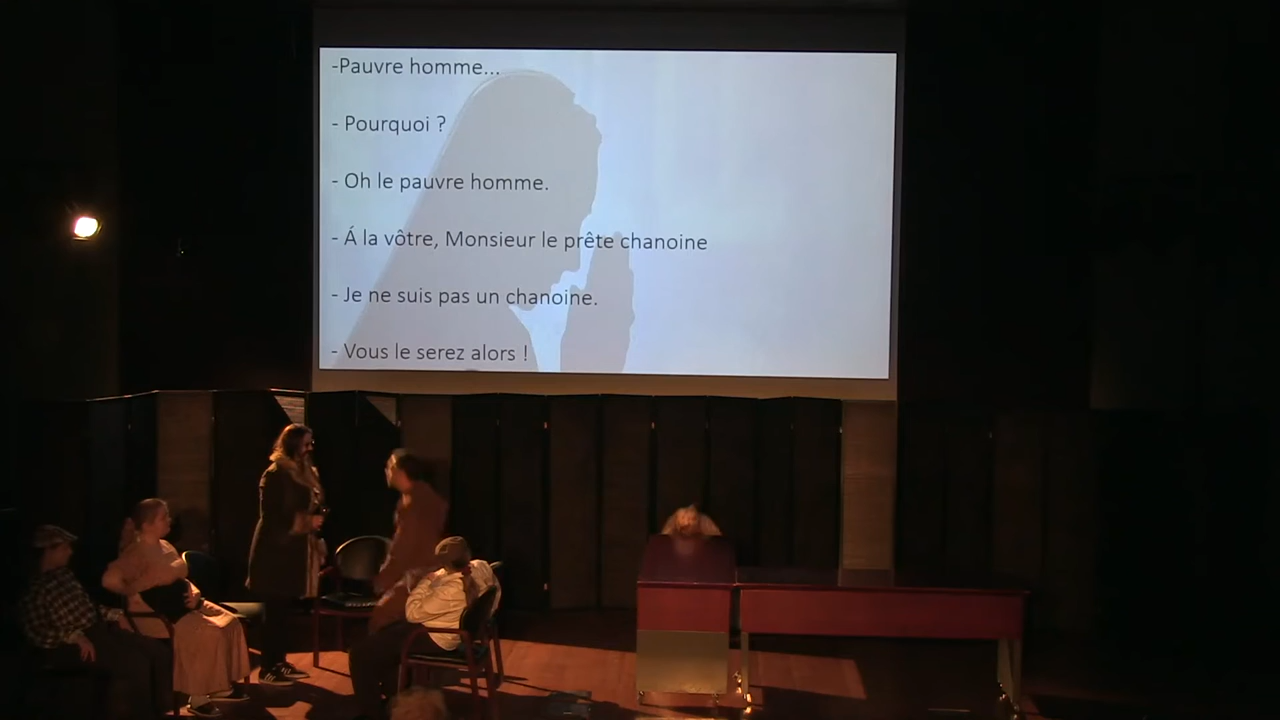 -Pauvre homme...
- Pourquoi ?
- Oh le pauvre homme.
- Á la vôtre, Monsieur le prête chanoine
- Je ne suis pas un chanoine.
- Vous le serez alors !